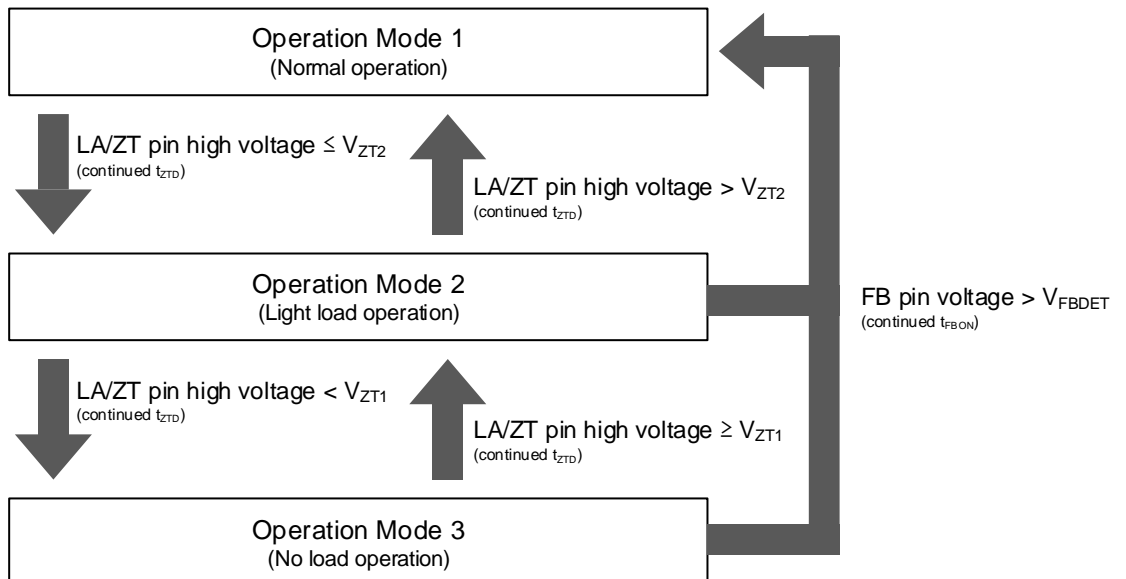 Operation Mode 1
(Normal operation)
LA/ZT pin high voltage ≦ VZT2
(continued tZTD)
LA/ZT pin high voltage > VZT2
(continued tZTD)
Operation Mode 2
(Light load operation)
FB pin voltage > VFBDET
(continued tFBON)
LA/ZT pin high voltage < VZT1
(continued tZTD)
LA/ZT pin high voltage ≧ VZT1
(continued tZTD)
Operation Mode 3
(No load operation)